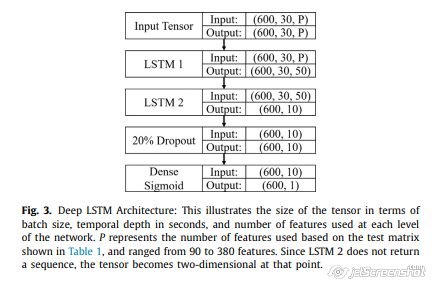 Input Tensor Input: (600, 30, P)
Output: (600, 30, P)
LSTM 1 Input: (600, 30, P)
Output: (600, 30, 50)
LSTM 2 Input: (600, 30, 50)
Output: (600, 10)
20% Dropout Input: (600, 10)
Output: (600, 10)
Dense Input: (600, 10)
Sigmoid Output: (600, 1)
Fig. 3. Deep LSTM Architecture: This illustrates the size of the tensor in terms of
batch size, temporal depth in seconds, and number of features used at each level
of the network. P represents the number of features used based on the test matrix
shown in Table 1, and ranged from 90 to 380 features. Since LSTM 2 does not return
a sequence, the tensor becomes two-dimensional at that point.
jetScreenshot